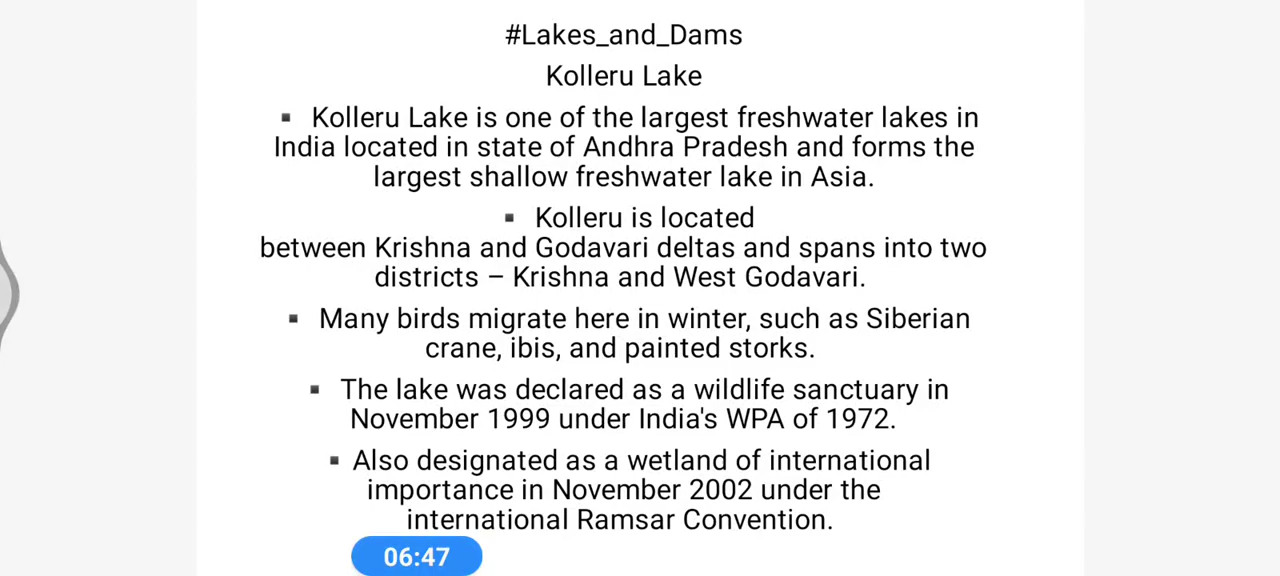 #Lakes_and_Dams
Kolleru Lake
▪ Kolleru Lake is one of the largest freshwater lakes in
India located in state of Andhra Pradesh and forms the
largest shallow freshwater lake in Asia.
▪ Kolleru is located
between Krishna and Godavari deltas and spans into two
districts – Krishna and West Godavari.
▪ Many birds migrate here in winter, such as Siberian
crane, ibis, and painted storks.
▪ The lake was declared as a wildlife sanctuary in
November 1999 under India's WPA of 1972.
▪ Also designated as a wetland of international
importance in November 2002 under the
international Ramsar Convention.
06:47